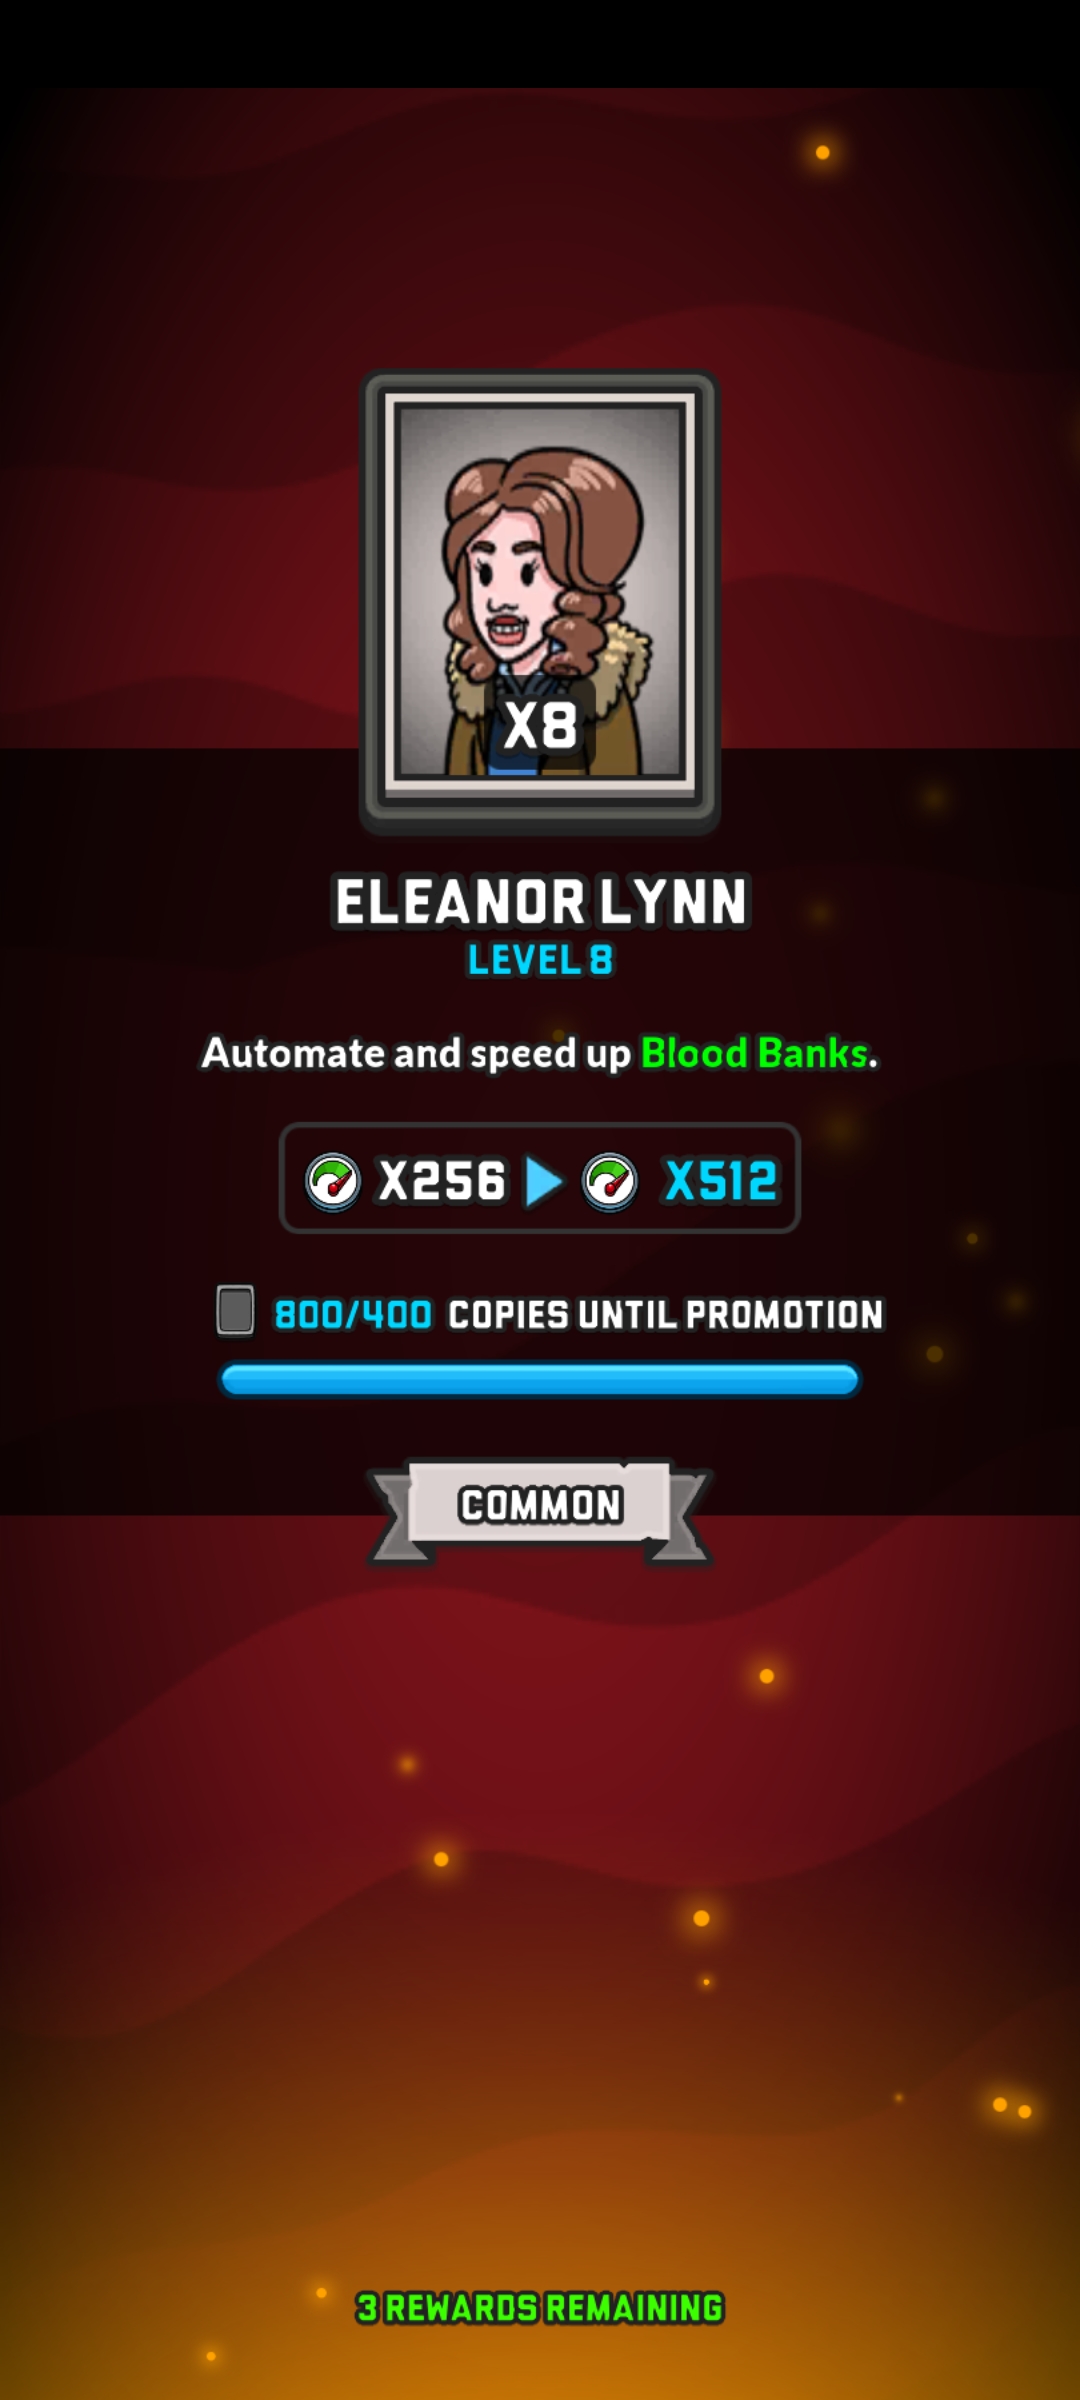 X8
ELEANOR LYNN
LEVEL 8
Automate and speed up Blood Banks.
X256 X512
800/400 COPIES UNTIL PROMOTION
COMMON
3 REWARDS REMAINING